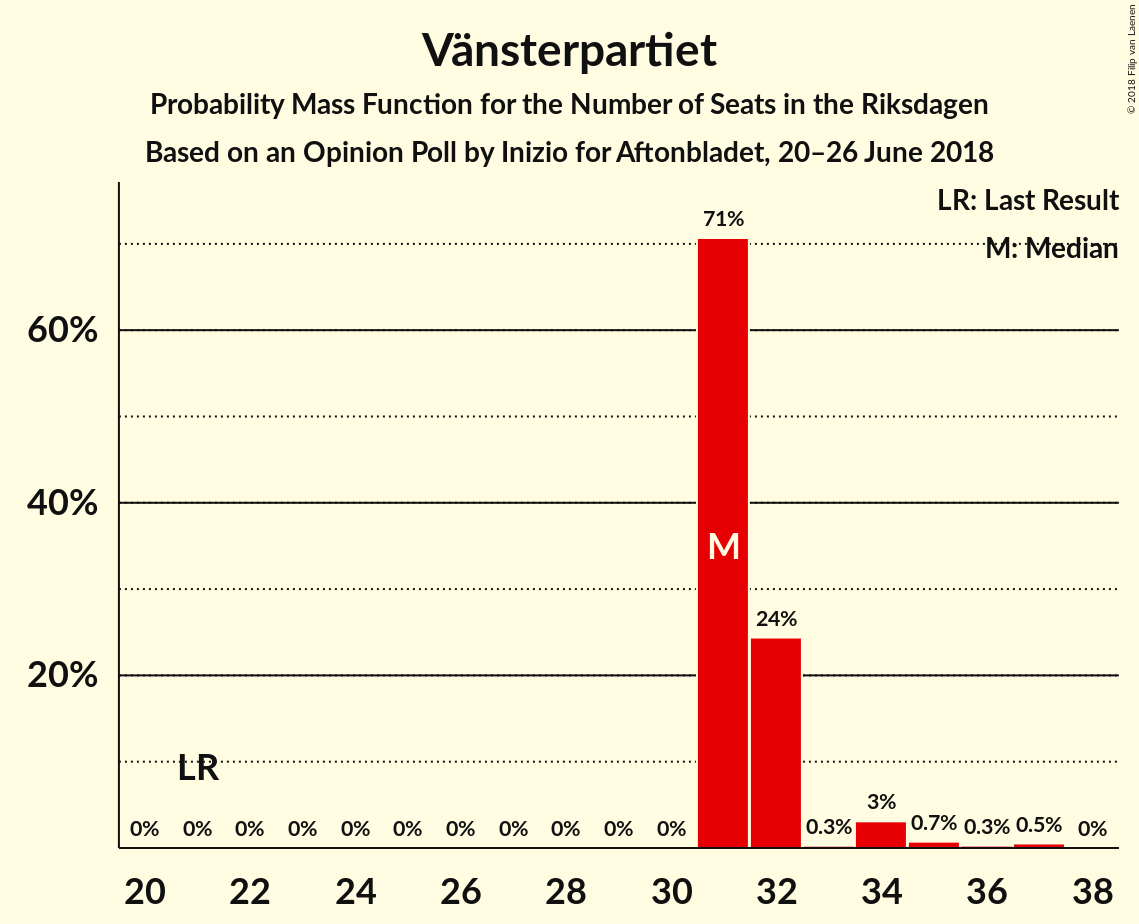 Vänsterpartiet
Probability Mass Function for the Number of Seats in the Riksdagen
Based on an Opinion Poll by Inizio for Aftonbladet, 20–26 June 2018
© 2018 Filip van Laenen
LR: Last Result
M: Median
71%
60%
40%
M
24%
20%
LR
0% 0% 0% 0% 0% 0% 0% 0% 0% 0% 0% 0.3% 3% 0.7% 0.3% 0.5% 0%
20 22 24 26 28 30 32 34 36 38